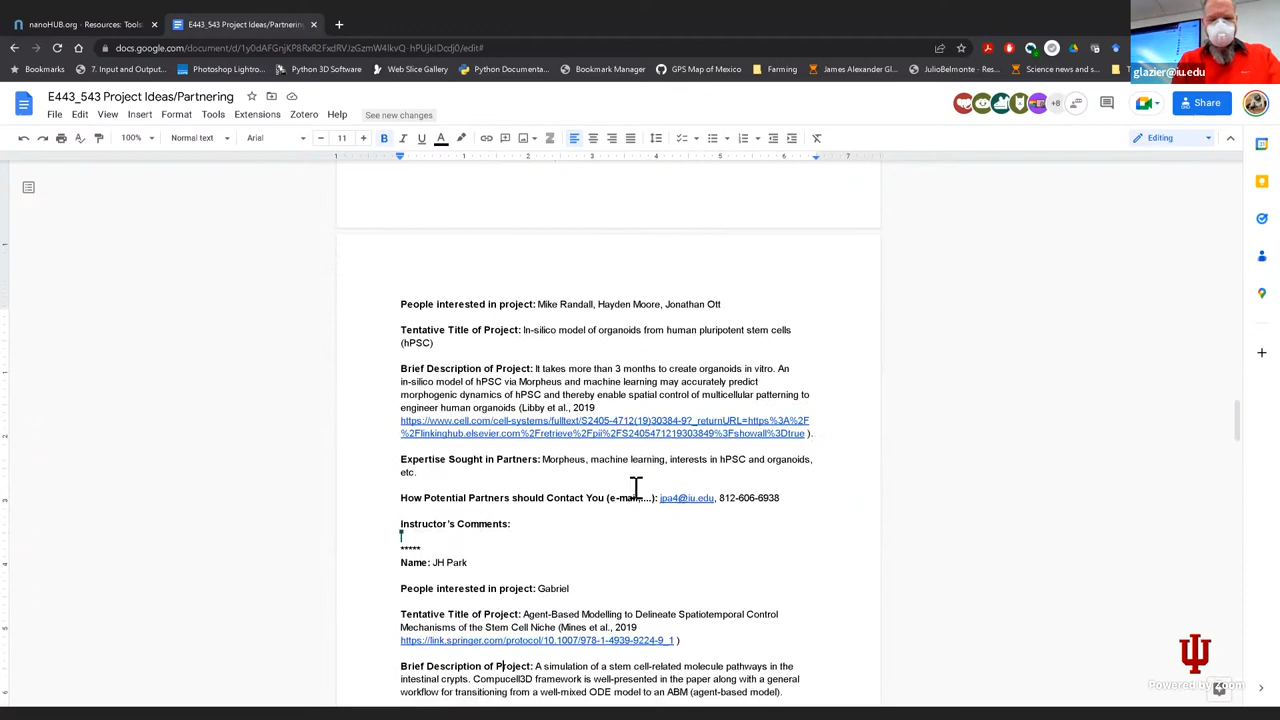 nanoHUB.org - Resources: Tools:
E443_543 Project Ideas/Partnering
docs.google.com/document/d/1y0dAFGnjKP8RxR2FxdRVJzGzmW4lkvQ-hPUjkIDcdj0/edit#
Bookmarks
7. Input and Output...
Photoshop Lightro...
Python 3D Software
Web Slice Gallery
Python Documenta...
Bookmark Manager
GPS Map of Mexico
Farming
James Alexander Gl...
JulioBelmonte - Res...
Science news and s...
glazier@iu.edu
E443_543 Project Ideas/Partnering
File Edit View Insert Format Tools Extensions Zotero Help See new changes
+8
Share
100% Normal text Arial 11
Editing
People interested in project: Mike Randall, Hayden Moore, Jonathan Ott
Tentative Title of Project: In-silico model of organoids from human pluripotent stem cells
(hPSC)
Brief Description of Project: It takes more than 3 months to create organoids in vitro. An
in-silico model of hPSC via Morpheus and machine learning may accurately predict
morphogenic dynamics of hPSC and thereby enable spatial control of multicellular patterning to
engineer human organoids (Libby et al., 2019
https://www.cell.com/cell-systems/fulltext/S2405-4712(19)30384-9?_returnURL=https%3A%2F
%2Flinkinghub.elsevier.com%2Fretrieve%2Fpii%2FS2405471219303849%3Fshowall%3Dtrue ).
Expertise Sought in Partners: Morpheus, machine learning, interests in hPSC and organoids,
etc.
How Potential Partners should Contact You (e-mail,...): jpa4@iu.edu, 812-606-6938
Instructor's Comments:
*****
Name: JH Park
People interested in project: Gabriel
Tentative Title of Project: Agent-Based Modelling to Delineate Spatiotemporal Control
Mechanisms of the Stem Cell Niche (Mines et al., 2019
https://link.springer.com/protocol/10.1007/978-1-4939-9224-9_1 )
Brief Description of Project: A simulation of a stem cell-related molecule pathways in the
intestinal crypts. Compucell3D framework is well-presented in the paper along with a general
workflow for transitioning from a well-mixed ODE model to an ABM (agent-based model).
Powered by Zoom